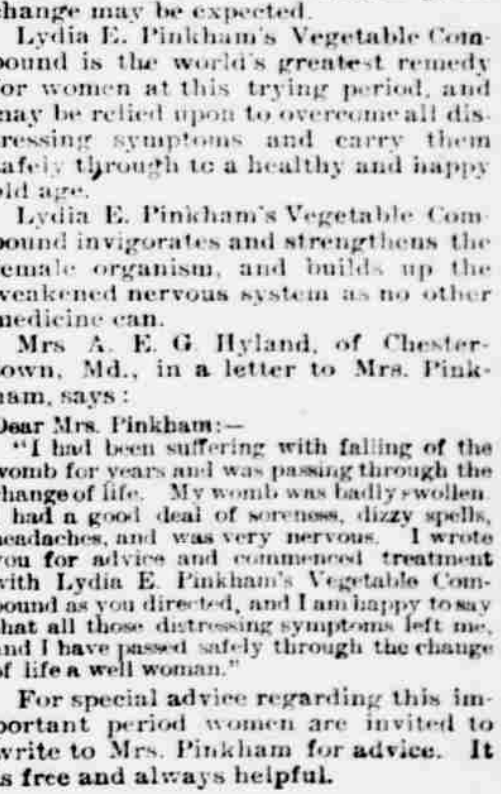 change may be expected.
Lydia E. Pinkham's Vegetable Com-
pound is the world's greatest remedy
for women at this trying period, and
may be relied upon to overcome all dis-
tressing symptoms and carry them
safely through to a healthy and happy
old age.
Lydia E. Pinkham's Vegetable Com-
pound invigorates and strengthens the
female organism, and builds up the
weakened nervous system as no other
medicine can.
Mrs A. E. G. Hyland, of Chester-
town, Md., in a letter to Mrs. Pink-
ham, says:
Dear Mrs. Pinkham:—
"I had been suffering with falling of the
womb for years and was passing through the
change of life. My womb was badly swollen.
I had a good deal of soreness, dizzy spells,
headaches, and was very nervous. I wrote
you for advice and commenced treatment
with Lydia E. Pinkham's Vegetable Com-
pound as you directed, and I am happy to say
that all those distressing symptoms left me,
and I have passed safely through the change
of life a well woman."
For special advice regarding this im-
portant period women are invited to
write to Mrs. Pinkham for advice. It
is free and always helpful.